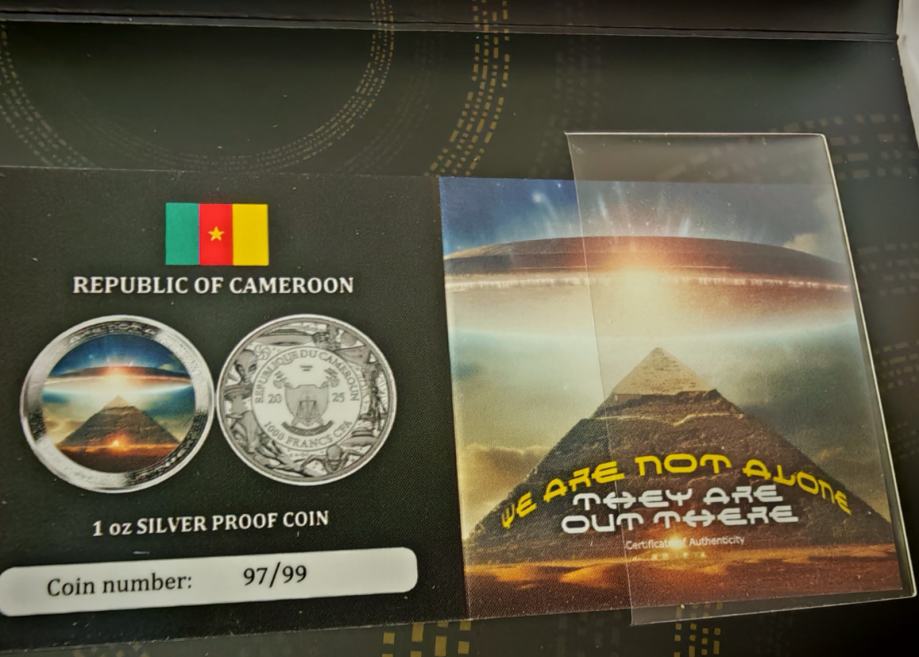 REPUBLIC OF CAMEROON
REPUBLIQUE DU CAMEROUN
20 25
1000 FRANCS CFA
1 oz SILVER PROOF COIN
Coin number: 97/99
WE ARE NOT ALONE
THEY ARE
OUT THERE
Certificate of Authenticity